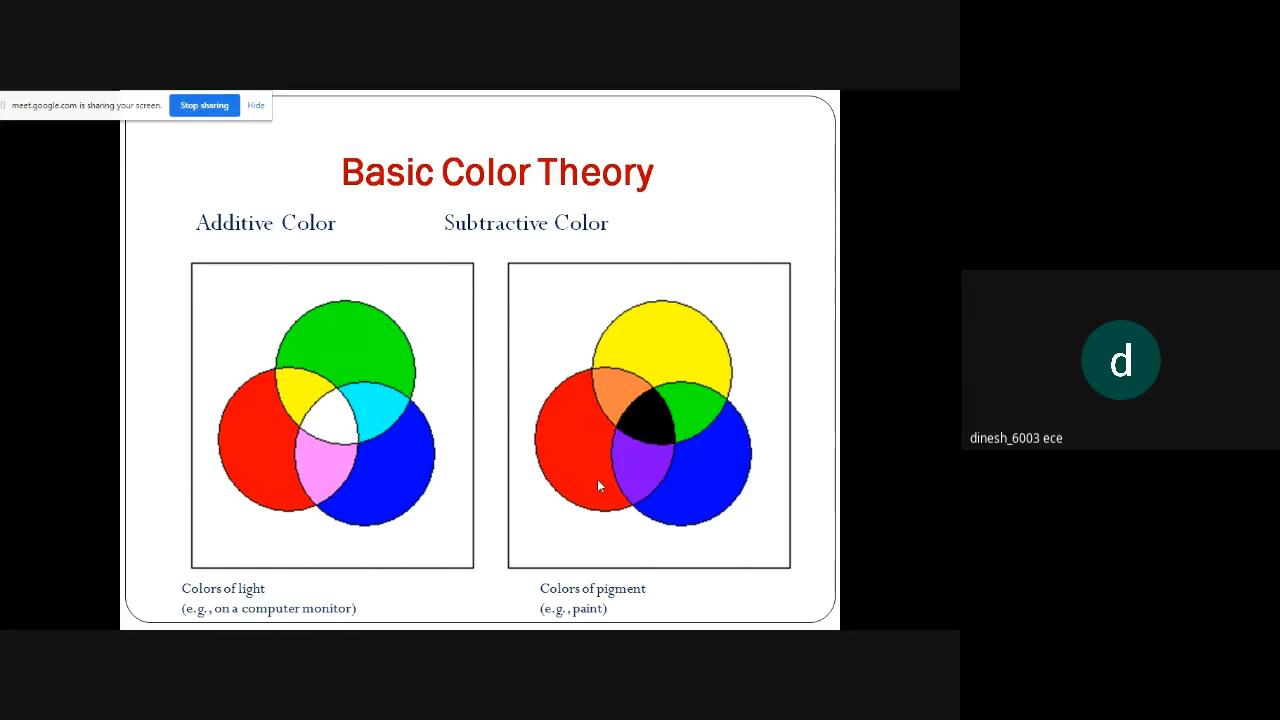 meet.google.com is sharing your screen. Stop sharing Hide
Basic Color Theory
Additive Color
Subtractive Color
Colors of light
(e.g., on a computer monitor)
Colors of pigment
(e.g., paint)
d
dinesh_6003 ece